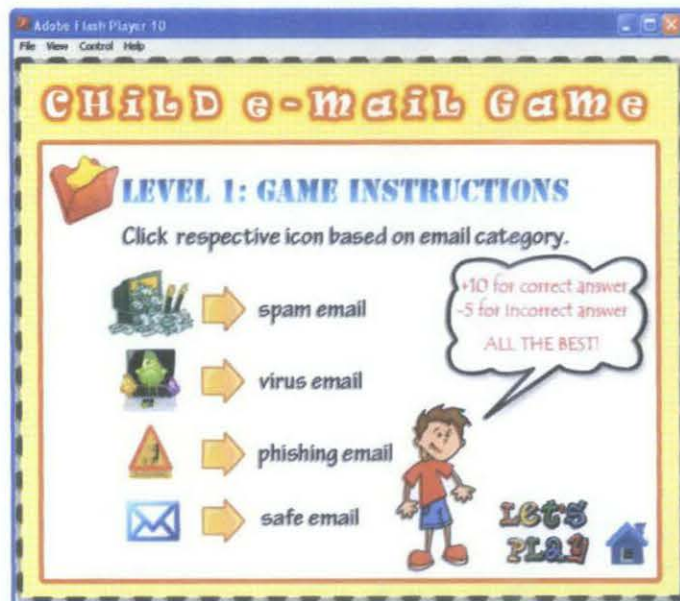 Adobe Flash Player 10
File View Control Help
CHiLD e-maiL Game
LEVEL 1: GAME INSTRUCTIONS
Click respective icon based on email category.
spam email
virus email
phishing email
safe email
+10 for correct answer
-5 for incorrect answer
ALL THE BEST!
Let's
PLay